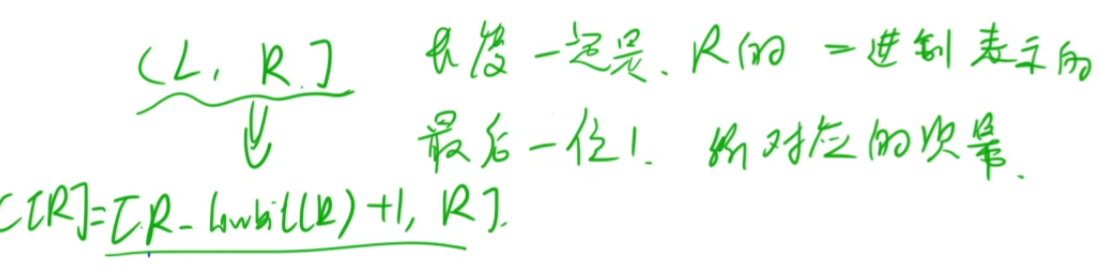 (L, R] 长度一定是、R的二进制表示的
最后一位1. 所对应的次幂.
C[R]=[R-lowbit(R)+1, R].